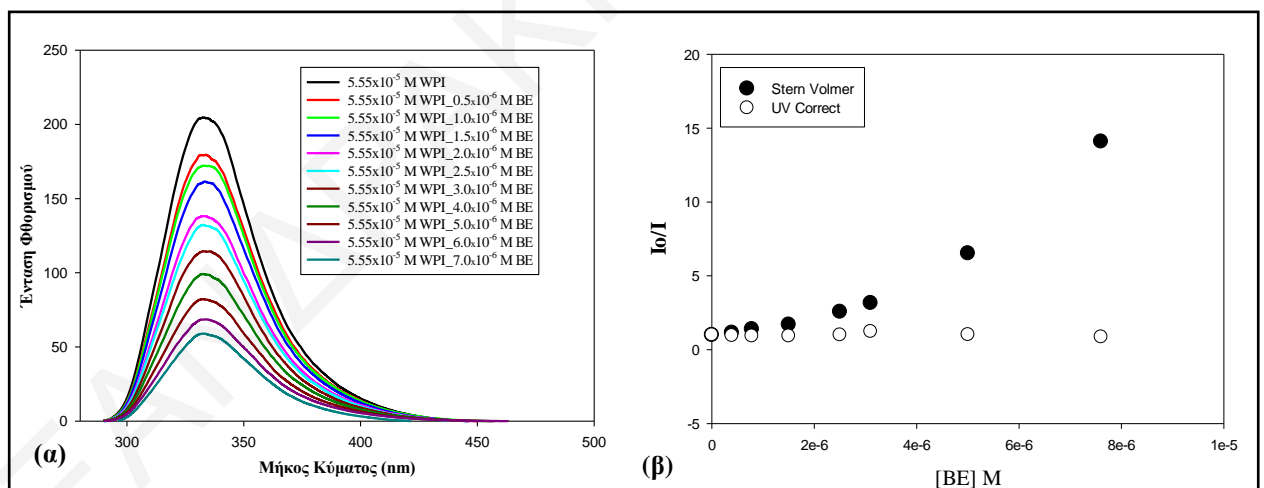 250
200
150
100
50
0
300
350
400
450
500
Ένταση Φθορισμού
Μήκος Κύματος (nm)
(α)
5.55x10⁻⁵ M WPI
5.55x10⁻⁵ M WPI_0.5x10⁻⁶ M BE
5.55x10⁻⁵ M WPI_1.0x10⁻⁶ M BE
5.55x10⁻⁵ M WPI_1.5x10⁻⁶ M BE
5.55x10⁻⁵ M WPI_2.0x10⁻⁶ M BE
5.55x10⁻⁵ M WPI_2.5x10⁻⁶ M BE
5.55x10⁻⁵ M WPI_3.0x10⁻⁶ M BE
5.55x10⁻⁵ M WPI_4.0x10⁻⁶ M BE
5.55x10⁻⁵ M WPI_5.0x10⁻⁶ M BE
5.55x10⁻⁵ M WPI_6.0x10⁻⁶ M BE
5.55x10⁻⁵ M WPI_7.0x10⁻⁶ M BE
20
15
10
5
0
-5
0
2e-6
4e-6
6e-6
8e-6
1e-5
Io/I
[BE] M
(β)
Stern Volmer
UV Correct